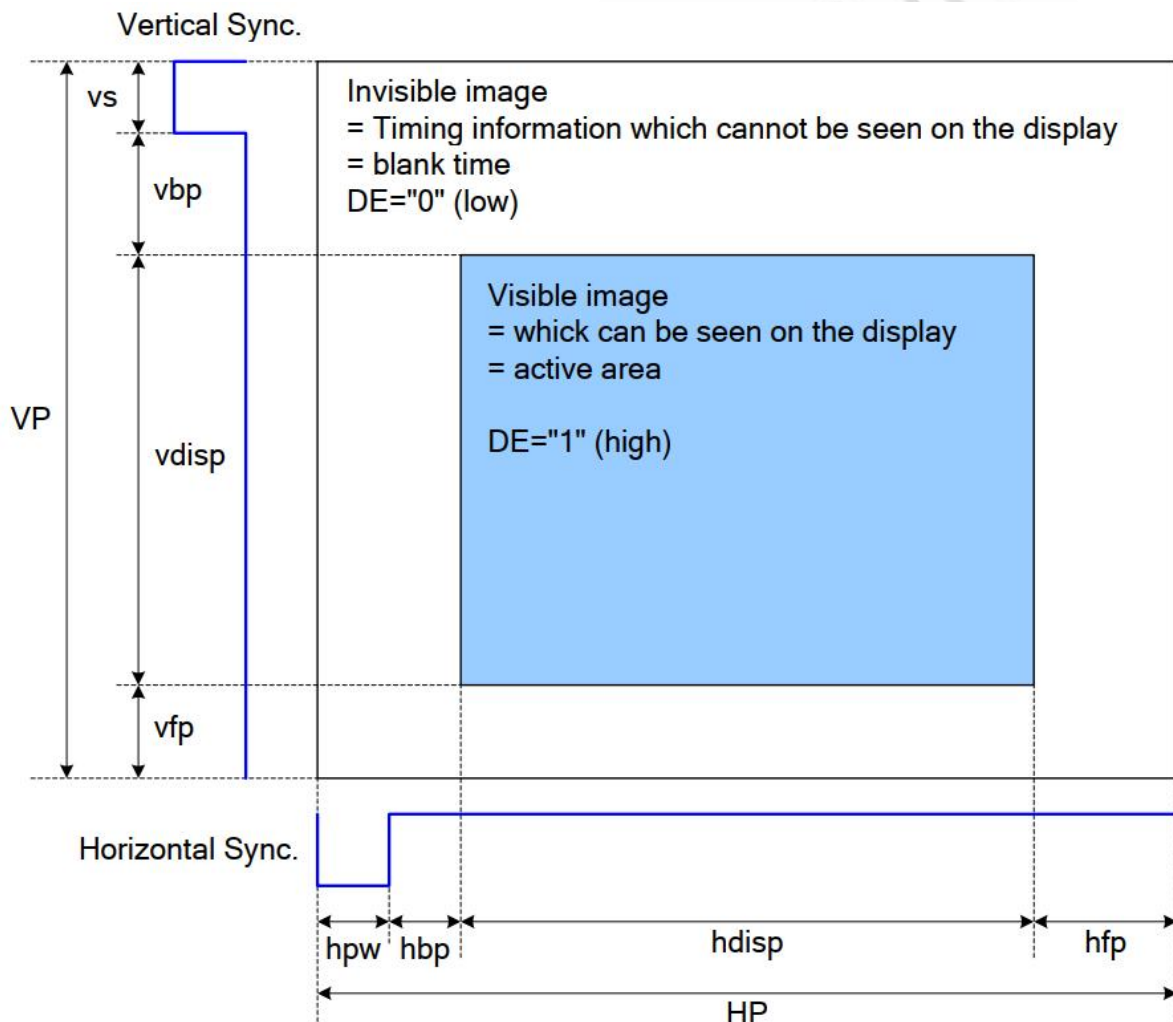 Vertical Sync.
vs
Invisible image
= Timing information which cannot be seen on the display
= blank time
DE="0" (low)
vbp
Visible image
= whick can be seen on the display
= active area
DE="1" (high)
VP
vdisp
vfp
Horizontal Sync.
hpw
hbp
hdisp
hfp
HP